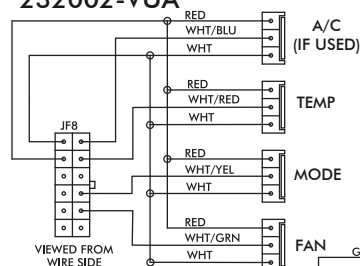 232002-VUA
RED
WHT/BLU
WHT
A/C
(IF USED)
RED
WHT/RED
WHT
TEMP
JF8
RED
WHT/YEL
WHT
MODE
RED
WHT/GRN
WHT
FAN
VIEWED FROM
WIRE SIDE
G